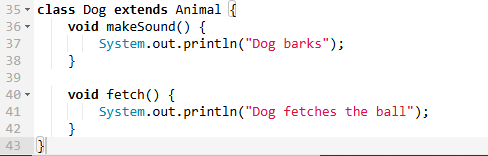 35 class Dog extends Animal {
36     void makeSound() {
37         System.out.println("Dog barks");
38     }
39
40     void fetch() {
41         System.out.println("Dog fetches the ball");
42     }
43 }